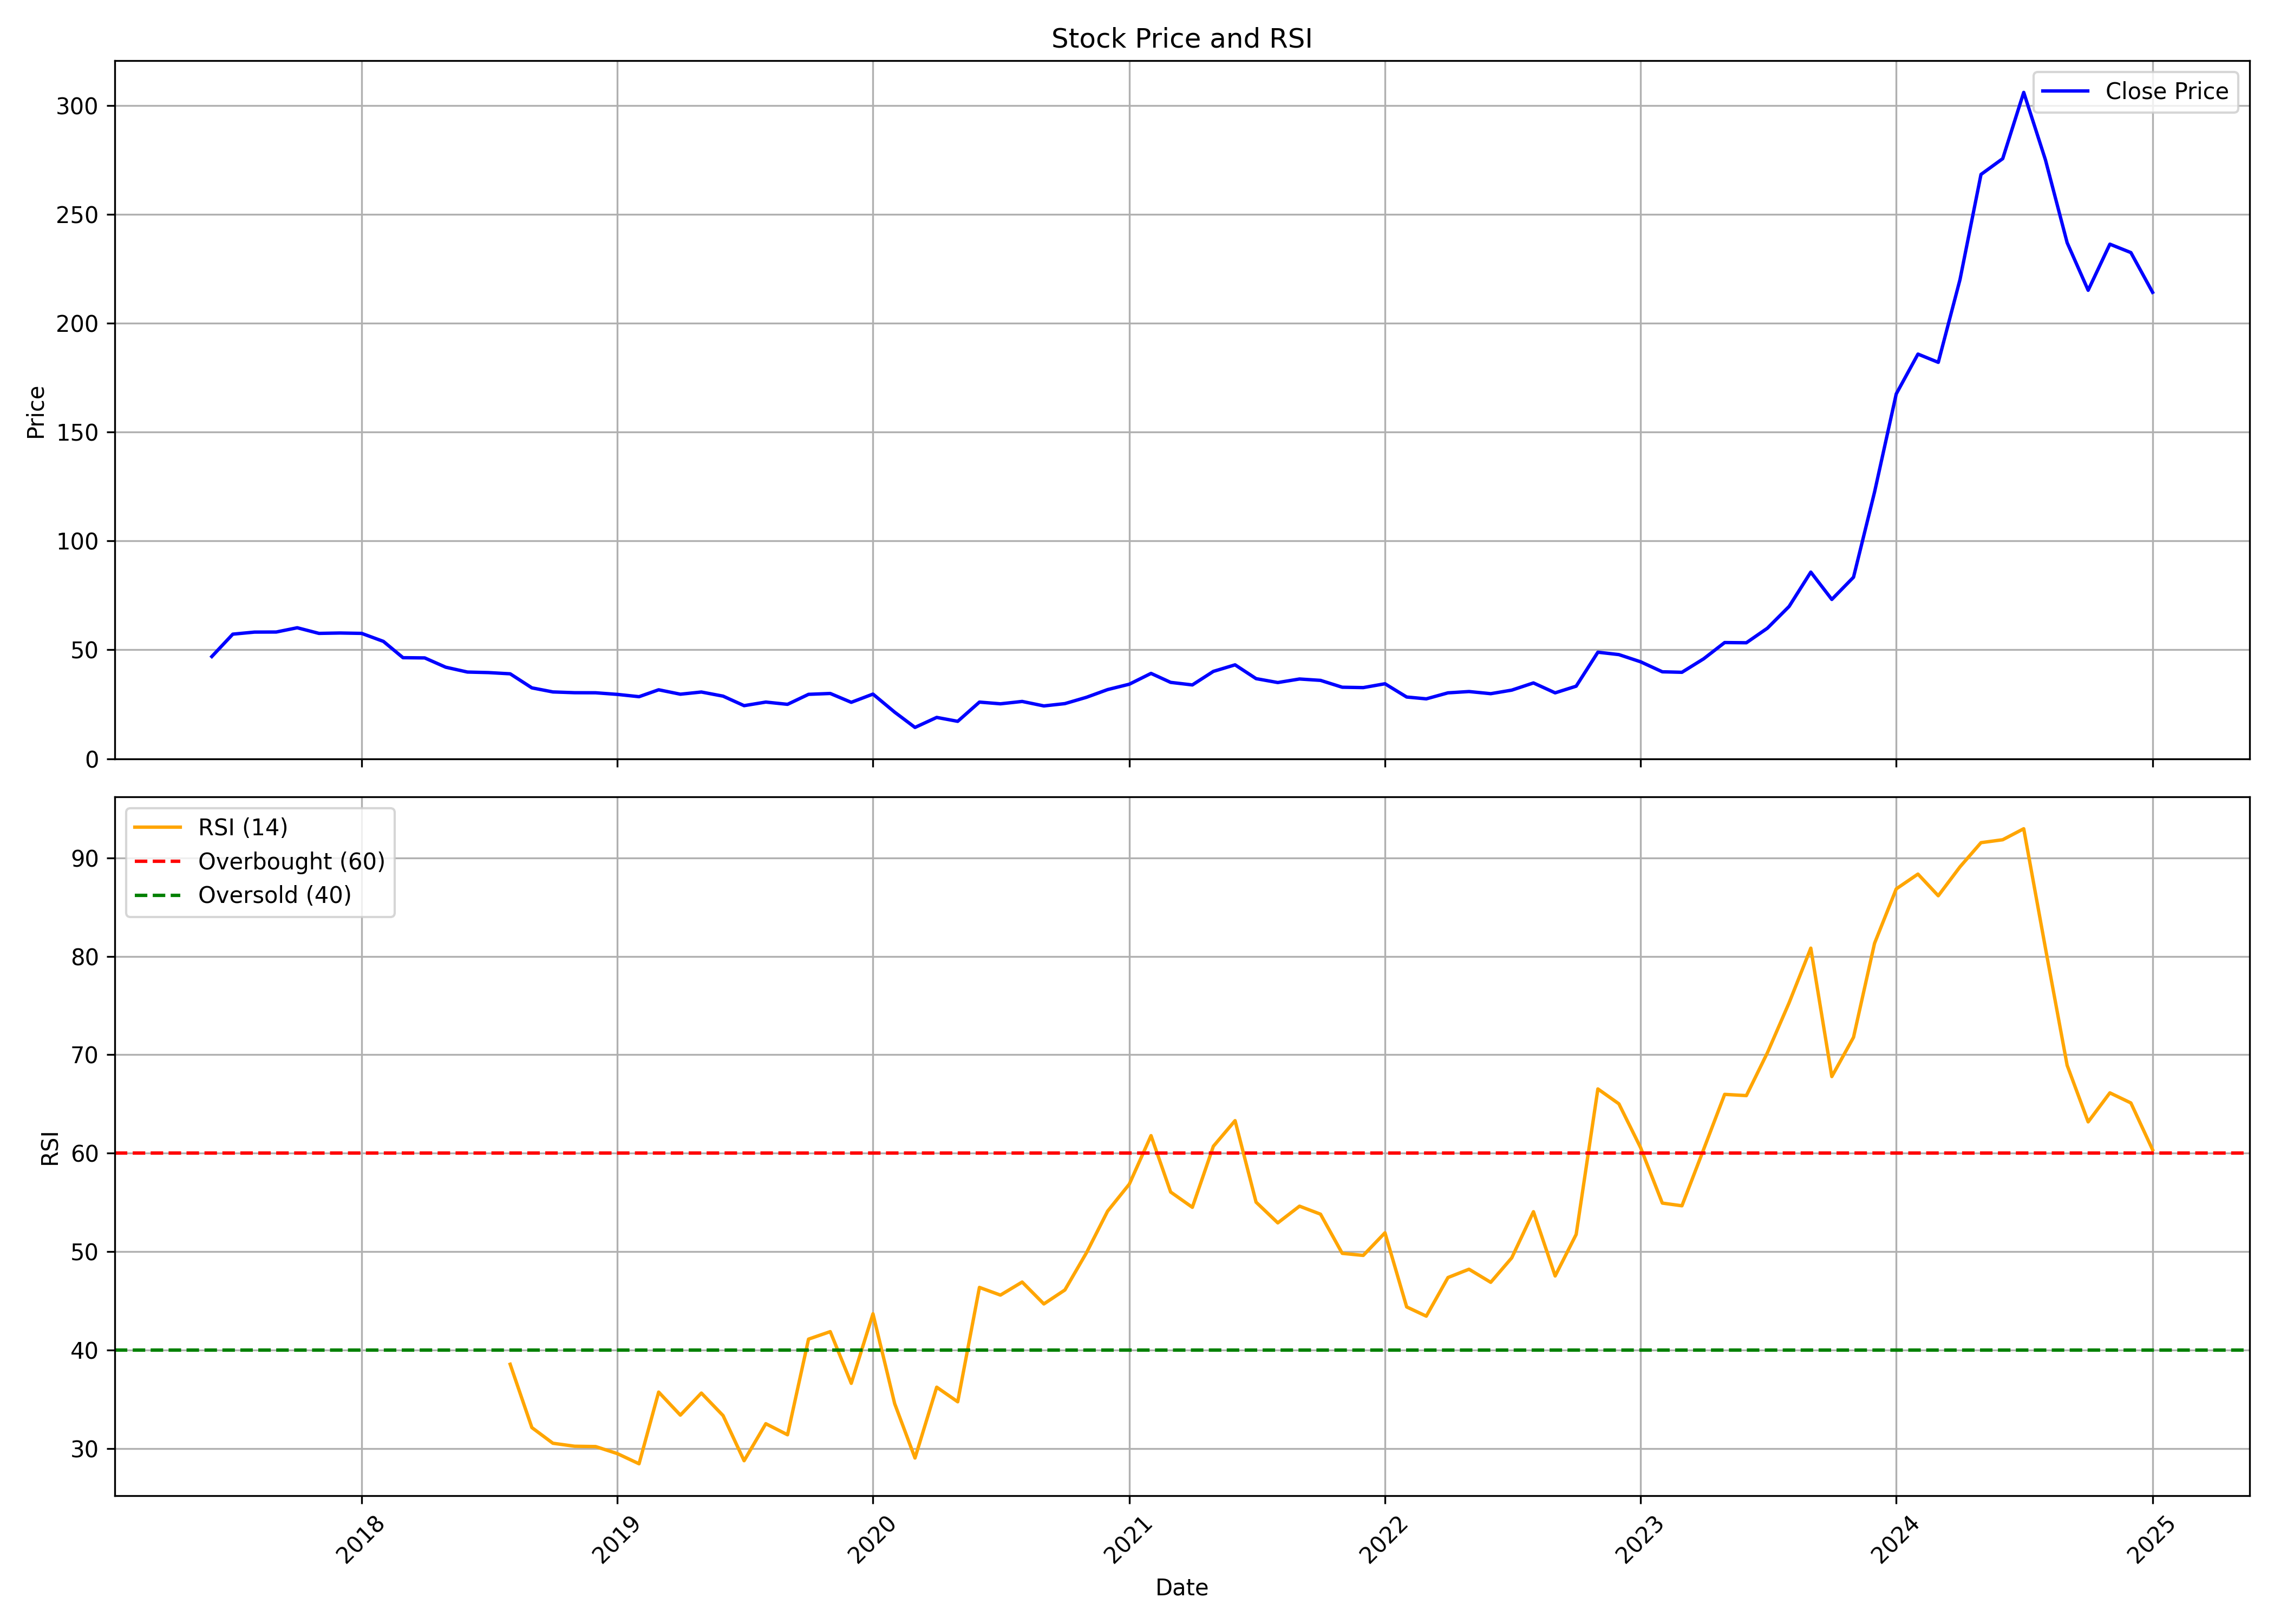 Stock Price and RSI
Close Price
300
250
200
150
100
50
0
Price
RSI (14)
Overbought (60)
Oversold (40)
90
80
70
60
50
40
30
RSI
2018
2019
2020
2021
2022
2023
2024
2025
Date